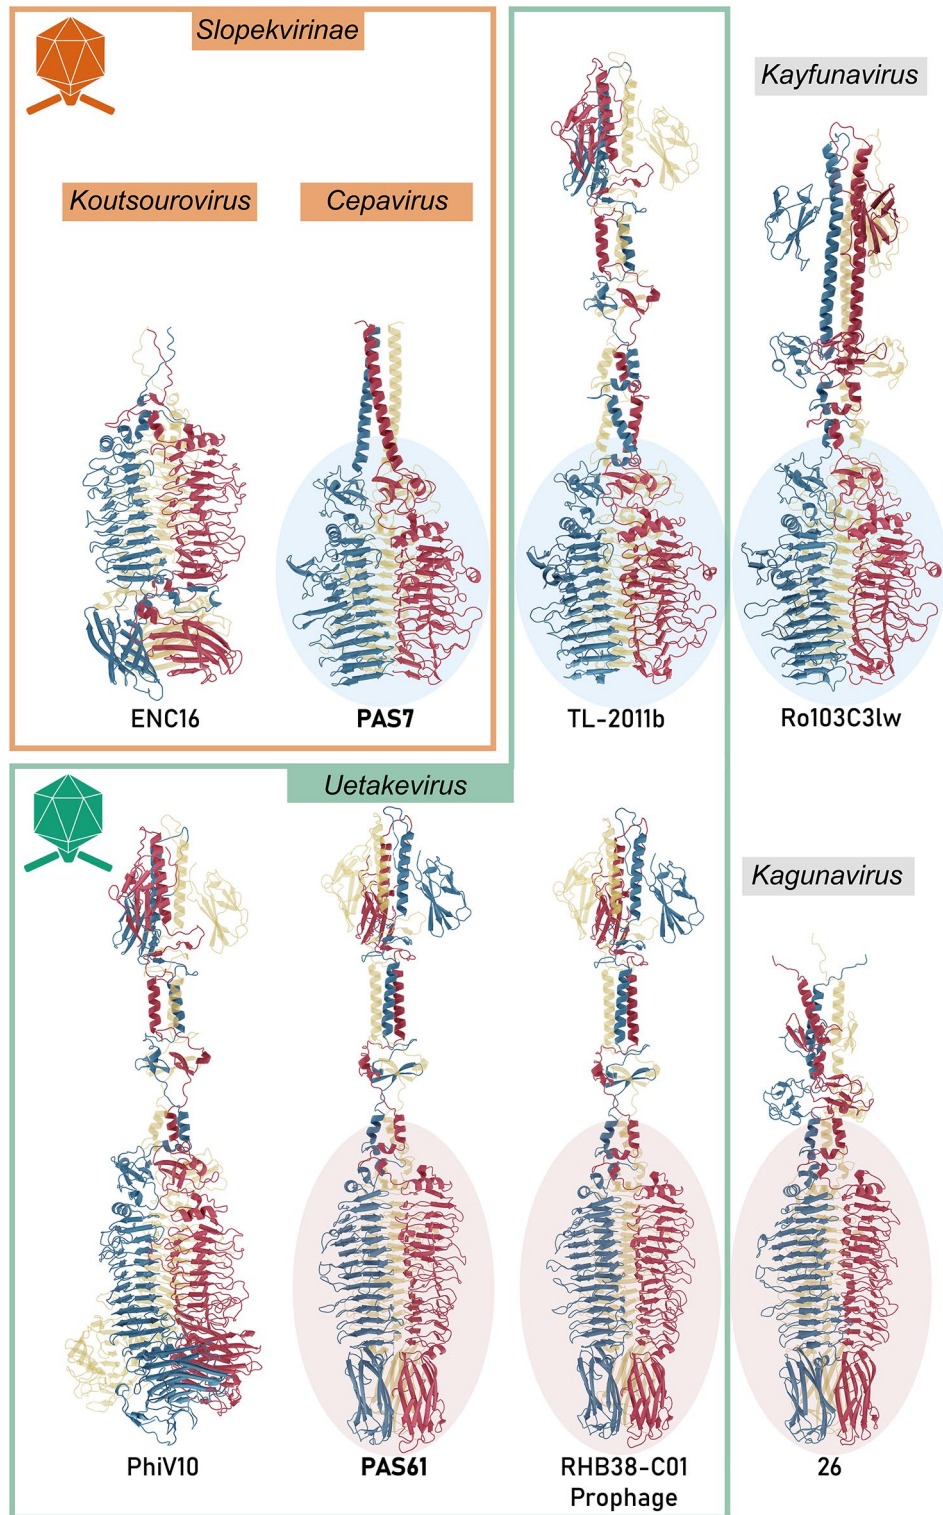 Slopekvirinae
Kayfunavirus
Koutsourovirus
Cepavirus
ENC16
PAS7
TL-2011b
Ro103C3lw
Uetakevirus
Kagunavirus
PhiV10
PAS61
RHB38-C01
Prophage
26